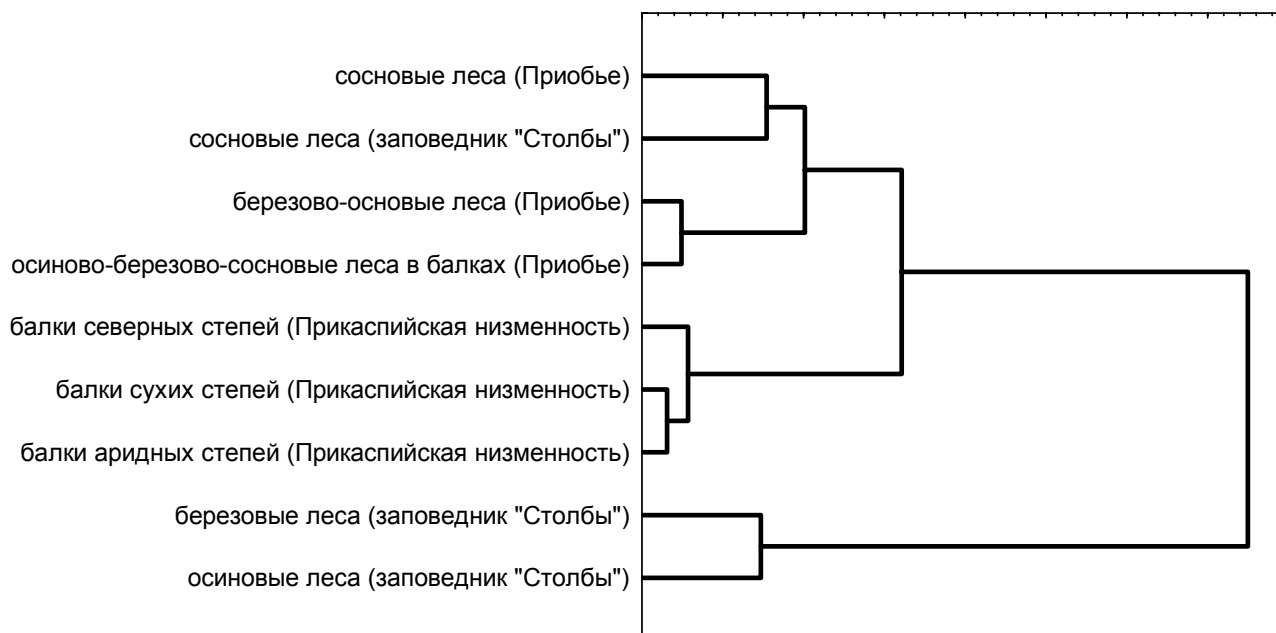 сосновые леса (Приобье)
сосновые леса (заповедник "Столбы")
березово-основые леса (Приобье)
осиново-березово-сосновые леса в балках (Приобье)
балки северных степей (Прикаспийская низменность)
балки сухих степей (Прикаспийская низменность)
балки аридных степей (Прикаспийская низменность)
березовые леса (заповедник "Столбы")
осиновые леса (заповедник "Столбы")